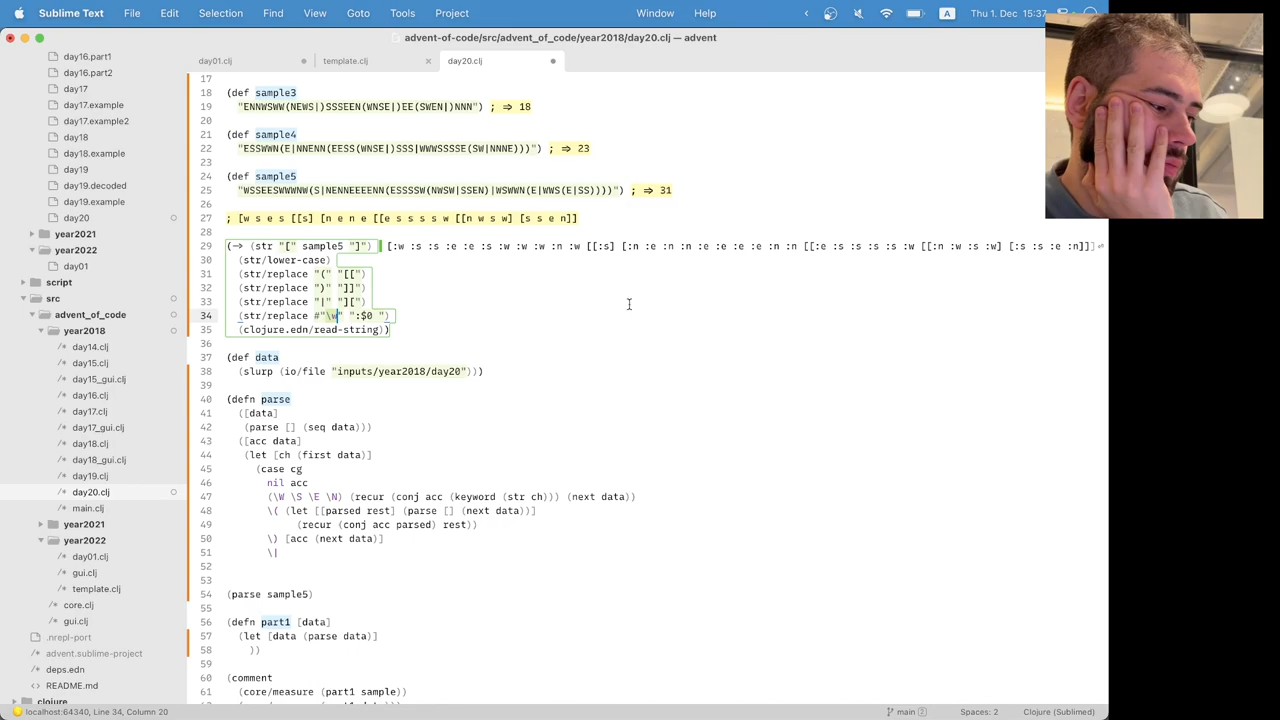 Sublime Text File Edit Selection Find View Goto Tools Project Window Help A Thu 1. Dec 15:37
advent-of-code/src/advent_of_code/year2018/day20.clj — advent
day01.clj template.clj day20.clj
day16.part1
day16.part2
day17
day17.example
day17.example2
day18
day18.example
day19
day19.decoded
day19.example
day20
year2021
year2022
day01
script
src
advent_of_code
year2018
/* day14.clj
/* day15.clj
/* day15_gui.clj
/* day16.clj
/* day17.clj
/* day17_gui.clj
/* day18.clj
/* day18_gui.clj
/* day19.clj
/* day20.clj
/* main.clj
year2021
year2022
/* day01.clj
/* gui.clj
/* template.clj
/* core.clj
/* gui.clj
.nrepl-port
advent.sublime-project
deps.edn
README.md
clojure
17
18 (def sample3
19 "ENNWSWW(NEWS|)SSSEEN(WNSE|)EE(SWEN|)NNN") ; => 18
20
21 (def sample4
22 "ESSWWN(E|NNENN(EESS(WNSE|)SSS|WWWSSSSE(SW|NNNE)))") ; => 23
23
24 (def sample5
25 "WSSEESWWWNW(S|NENNEEEENN(ESSSSW(NWSW|SSEN)|WSWWN(E|WWS(E|SS))))") ; => 31
26
27 ; [w s e s [[s] [n e n e [[e s s s s w [[n w s w] [s s e n]]
28
29 (-> (str "[" sample5 "]") [:w :s :s :e :e :s :w :w :w :n :w [[:s] [:n :e :n :n :e :e :e :e :n :n [[:e :s :s :s :s :w [[:n :w :s :w] [:s :s :e :n]]
30 (str/lower-case)
31 (str/replace "(" "[[")
32 (str/replace ")" "]]")
33 (str/replace "|" "][")
34 (str/replace #"\w" ":$0 ")
35 (clojure.edn/read-string))
36
37 (def data
38 (slurp (io/file "inputs/year2018/day20")))
39
40 (defn parse
41 ([data]
42 (parse [] (seq data)))
43 ([acc data]
44 (let [ch (first data)]
45 (case cg
46 nil acc
47 (\W \S \E \N) (recur (conj acc (keyword (str ch))) (next data))
48 \( (let [[parsed rest] (parse [] (next data))]
49 (recur (conj acc parsed) rest))
50 \) [acc (next data)]
51 \|
52
53
54 (parse sample5)
55
56 (defn part1 [data]
57 (let [data (parse data)]
58 ))
59
60 (comment
61 (core/measure (part1 sample))
localhost:64340, Line 34, Column 20 main 2 Spaces: 2 Clojure (Sublimed)